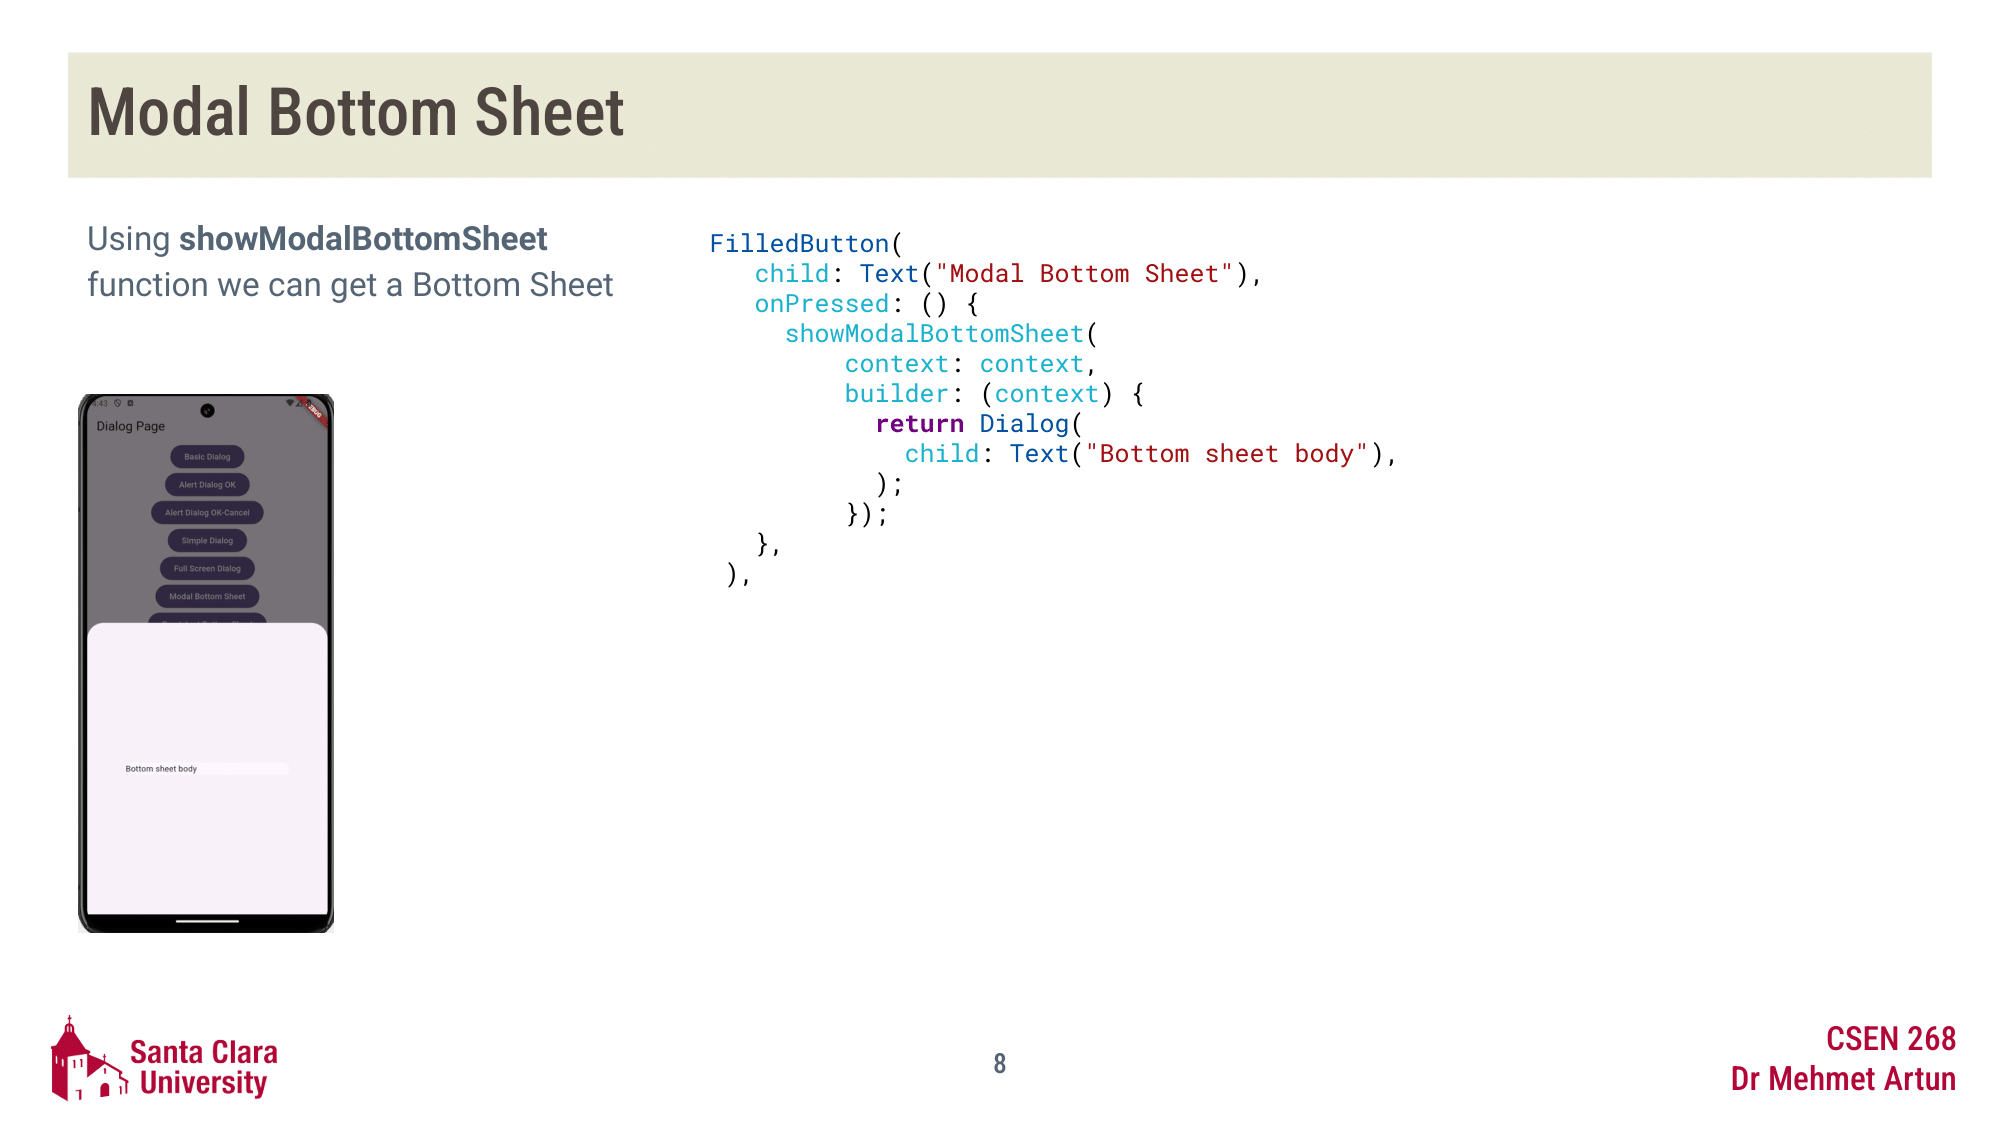 Modal Bottom Sheet
Using showModalBottomSheet
function we can get a Bottom Sheet
FilledButton(
   child: Text("Modal Bottom Sheet"),
   onPressed: () {
     showModalBottomSheet(
         context: context,
         builder: (context) {
           return Dialog(
             child: Text("Bottom sheet body"),
           );
         });
   },
 ),
Dialog Page
Basic Dialog
Alert Dialog OK
Alert Dialog OK-Cancel
Simple Dialog
Full Screen Dialog
Modal Bottom Sheet
Bottom sheet body
Santa Clara
University
8
CSEN 268
Dr Mehmet Artun